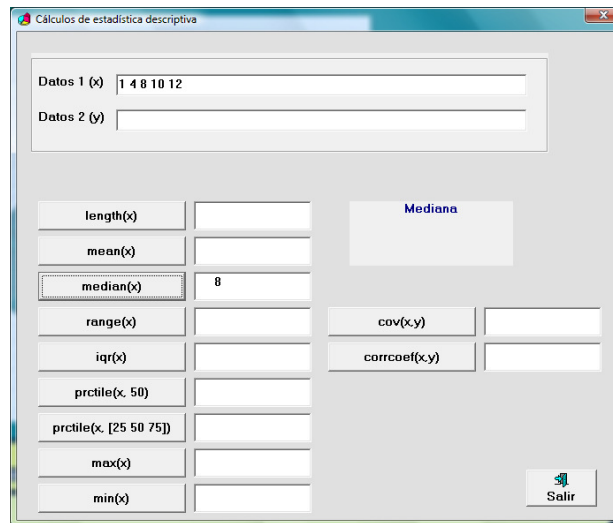 Cálculos de estadística descriptiva
Datos 1 (x) 1 4 8 10 12
Datos 2 (y)
length(x)
Mediana
mean(x)
median(x) 8
range(x)
cov(x,y)
iqr(x)
corrcoef(x,y)
prctile(x, 50)
prctile(x, [25 50 75])
max(x)
min(x)
Salir